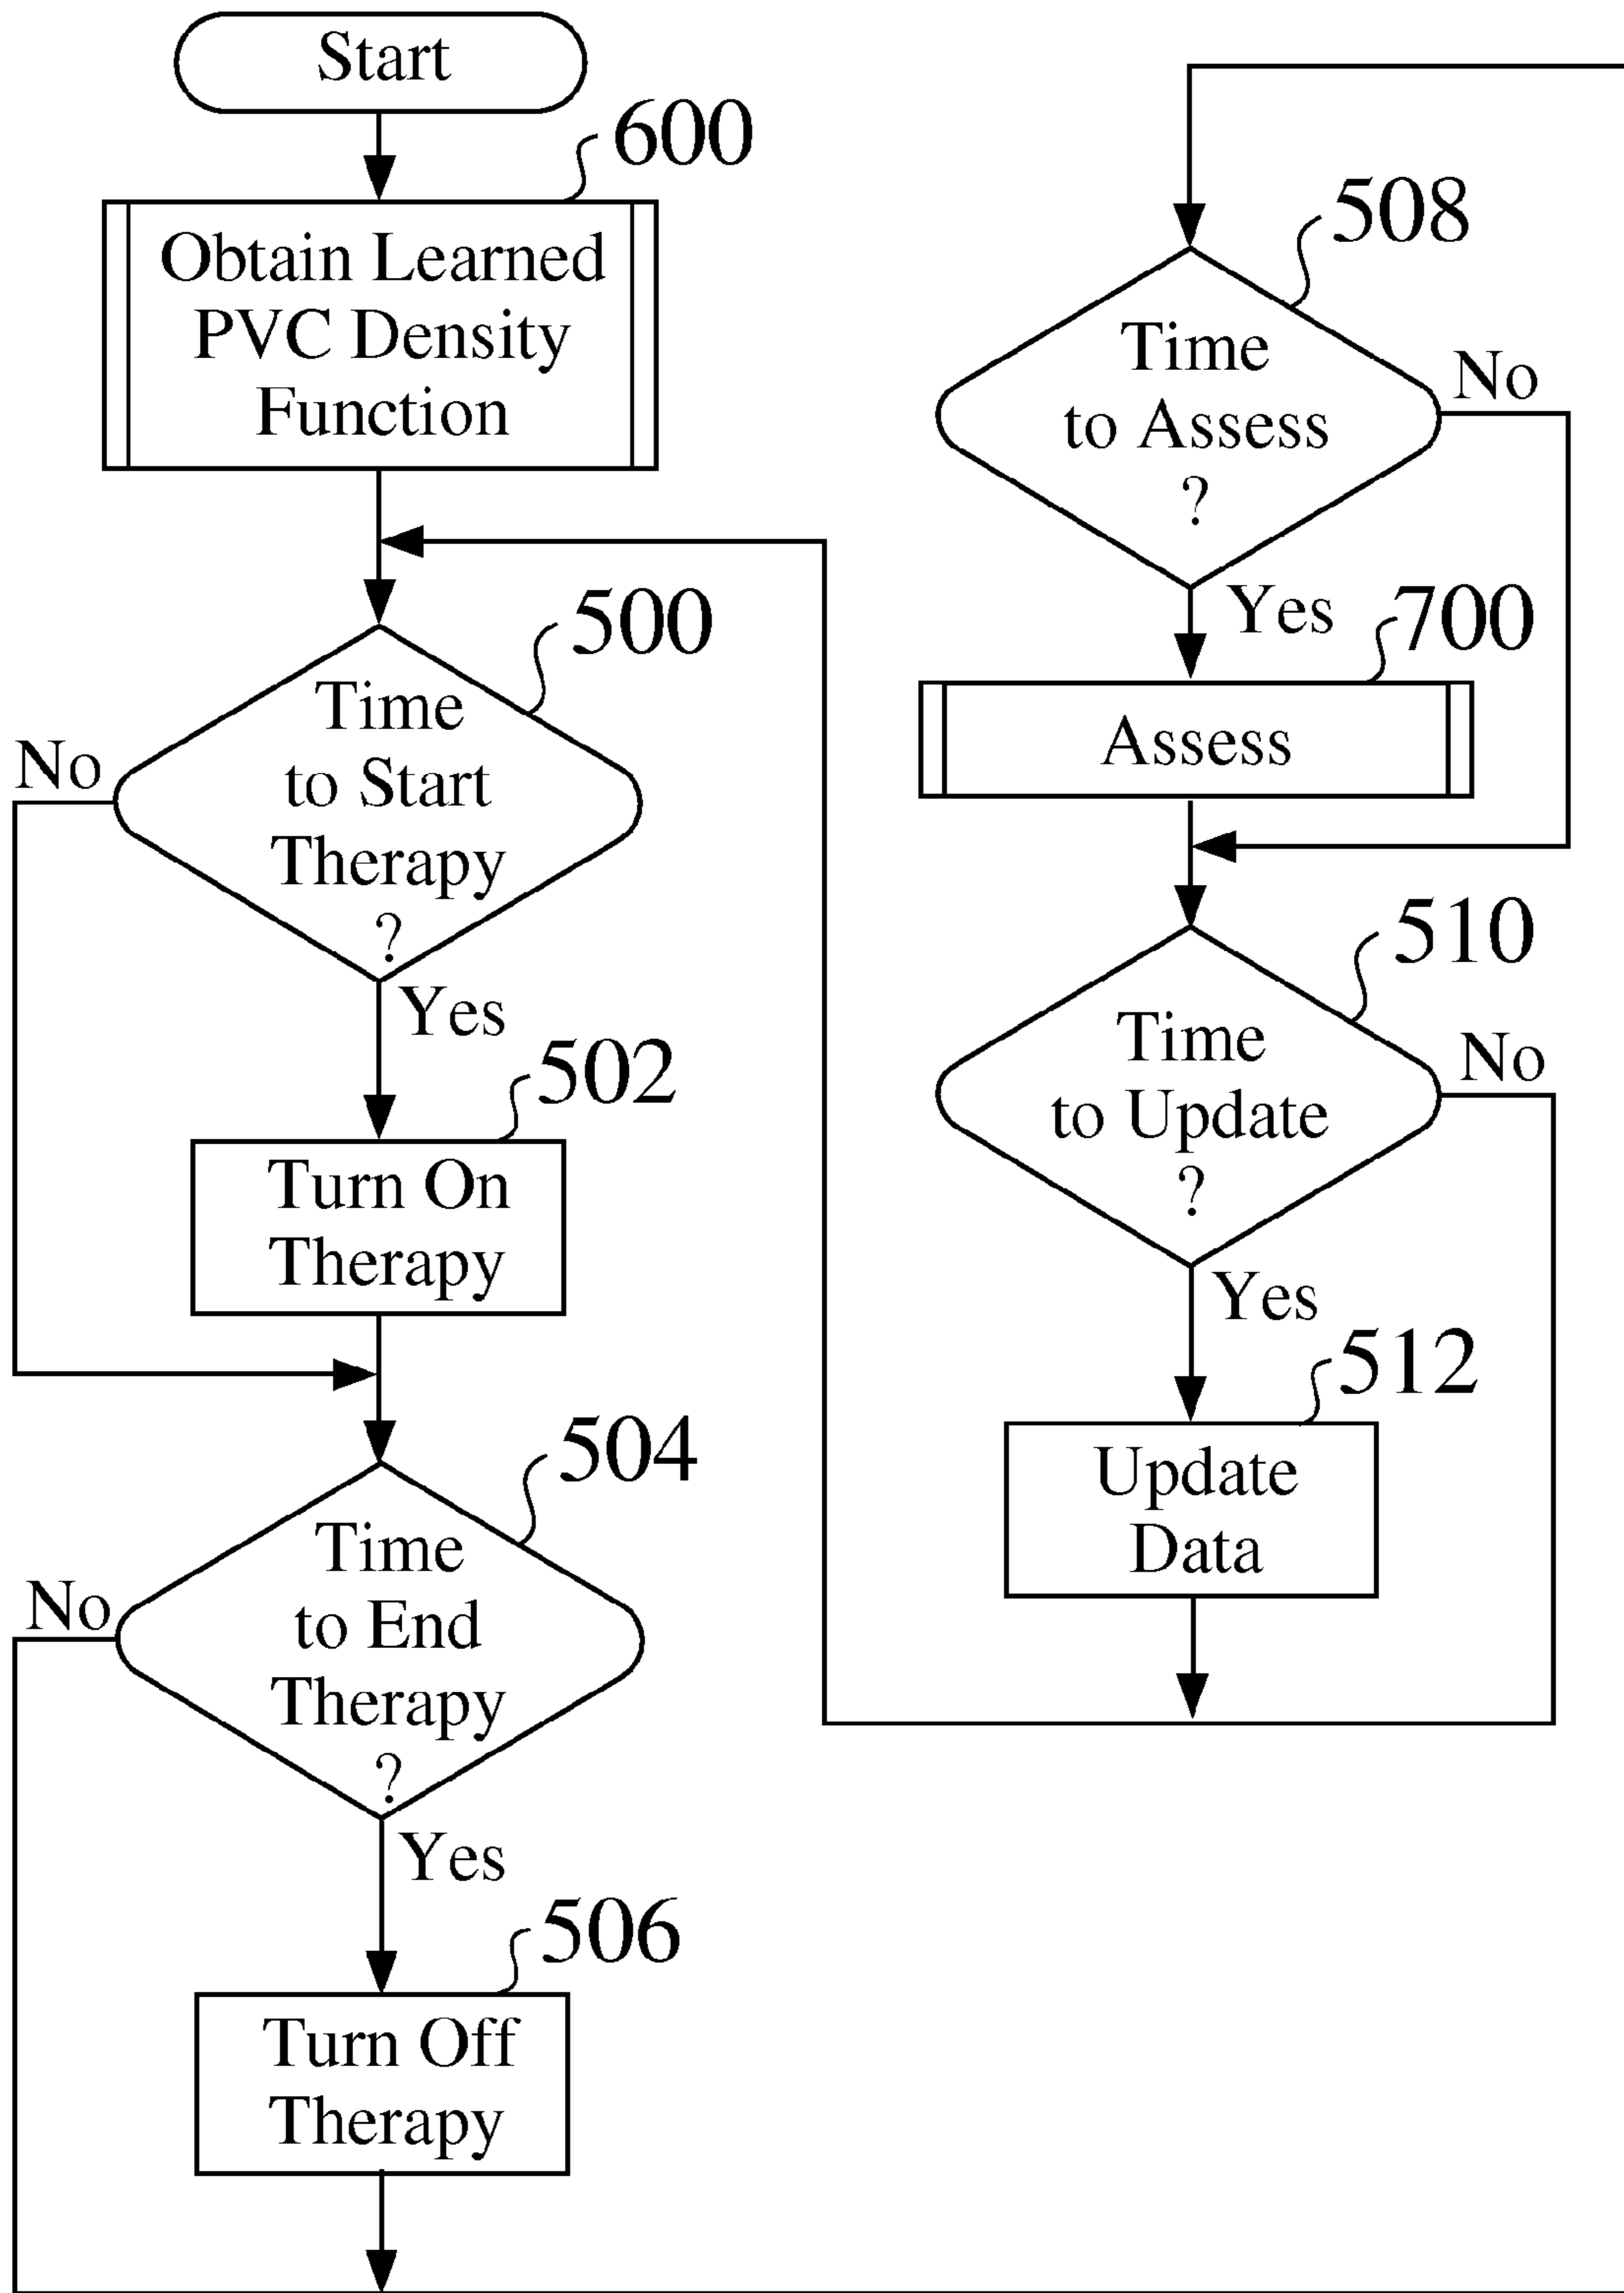 Start
600
Obtain Learned
PVC Density
Function
500
Time
to Start
Therapy
?
No
Yes
502
Turn On
Therapy
504
Time
to End
Therapy
?
No
Yes
506
Turn Off
Therapy
508
Time
to Assess
?
No
Yes
700
Assess
510
Time
to Update
?
No
Yes
512
Update
Data